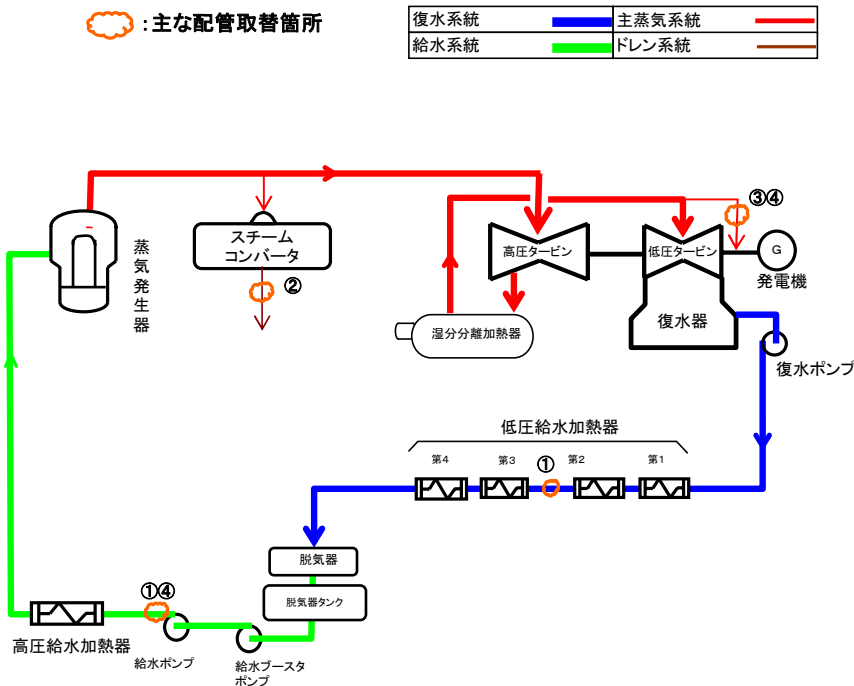 ：主な配管取替箇所
復水系統
主蒸気系統
給水系統
ドレン系統
蒸気発生器
スチーム
コンバータ
②
高圧タービン
低圧タービン
③④
G
発電機
湿分分離加熱器
復水器
復水ポンプ
低圧給水加熱器
第4
第3
①
第2
第1
脱気器
脱気器タンク
①④
高圧給水加熱器
給水ポンプ
給水ブースタ
ポンプ